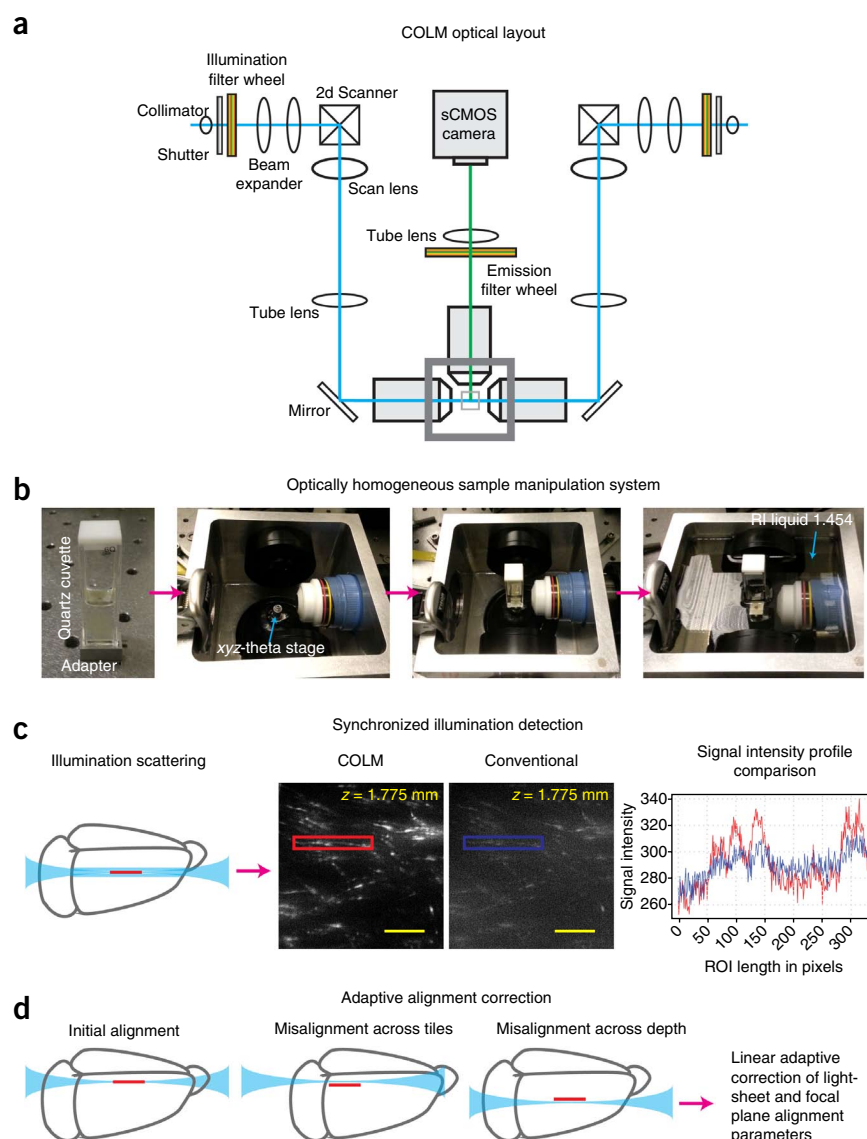 a
COLM optical layout
Illumination
filter wheel
2d Scanner
Collimator
sCMOS
camera
Shutter
Beam
expander
Scan lens
Tube lens
Emission
filter wheel
Tube lens
Mirror
b
Optically homogeneous sample manipulation system
Quartz cuvette
Adapter
xyz-theta stage
RI liquid 1.454
c
Synchronized illumination detection
Illumination scattering
COLM
Conventional
Signal intensity profile
comparison
z = 1.775 mm
z = 1.775 mm
Signal intensity
340
320
300
280
260
0
50
100
150
200
250
300
ROI length in pixels
d
Adaptive alignment correction
Initial alignment
Misalignment across tiles
Misalignment across depth
Linear adaptive
correction of light-
sheet and focal
plane alignment
parameters